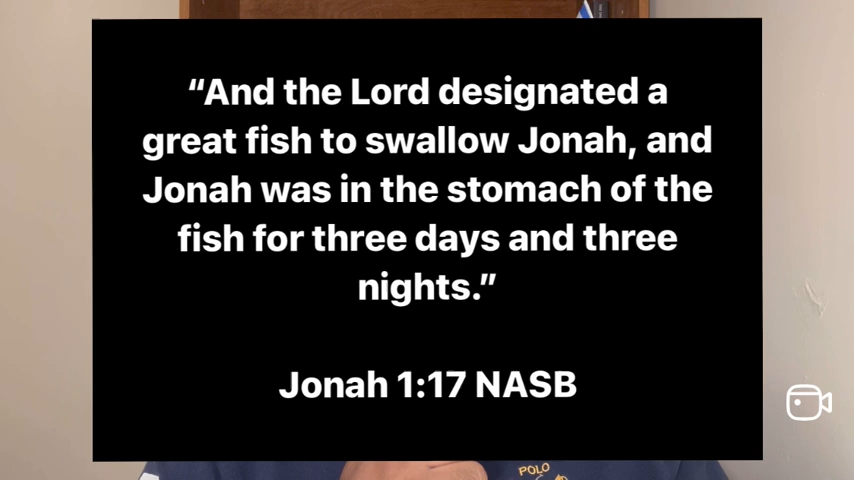 “And the Lord designated a
great fish to swallow Jonah, and
Jonah was in the stomach of the
fish for three days and three
nights.”
Jonah 1:17 NASB
POLO